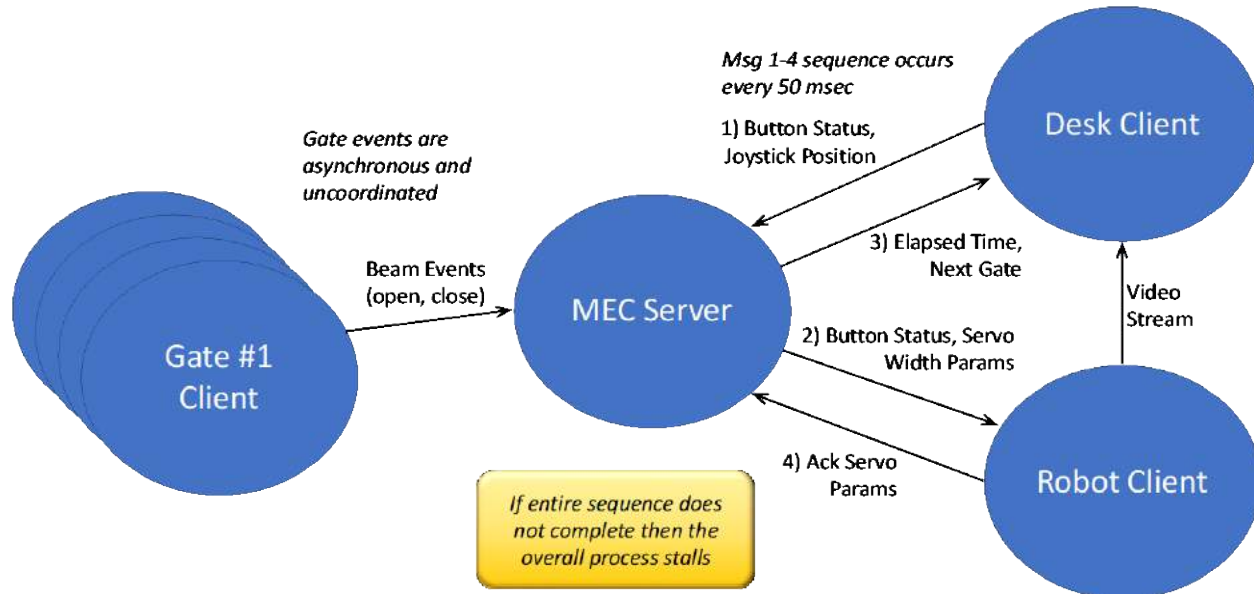 Msg 1-4 sequence occurs
every 50 msec
Desk Client
1) Button Status,
Joystick Position
Gate events are
asynchronous and
uncoordinated
3) Elapsed Time,
Next Gate
Beam Events
(open, close)
MEC Server
Video
Stream
2) Button Status, Servo
Width Params
Gate #1
Client
4) Ack Servo
Params
Robot Client
If entire sequence does
not complete then the
overall process stalls